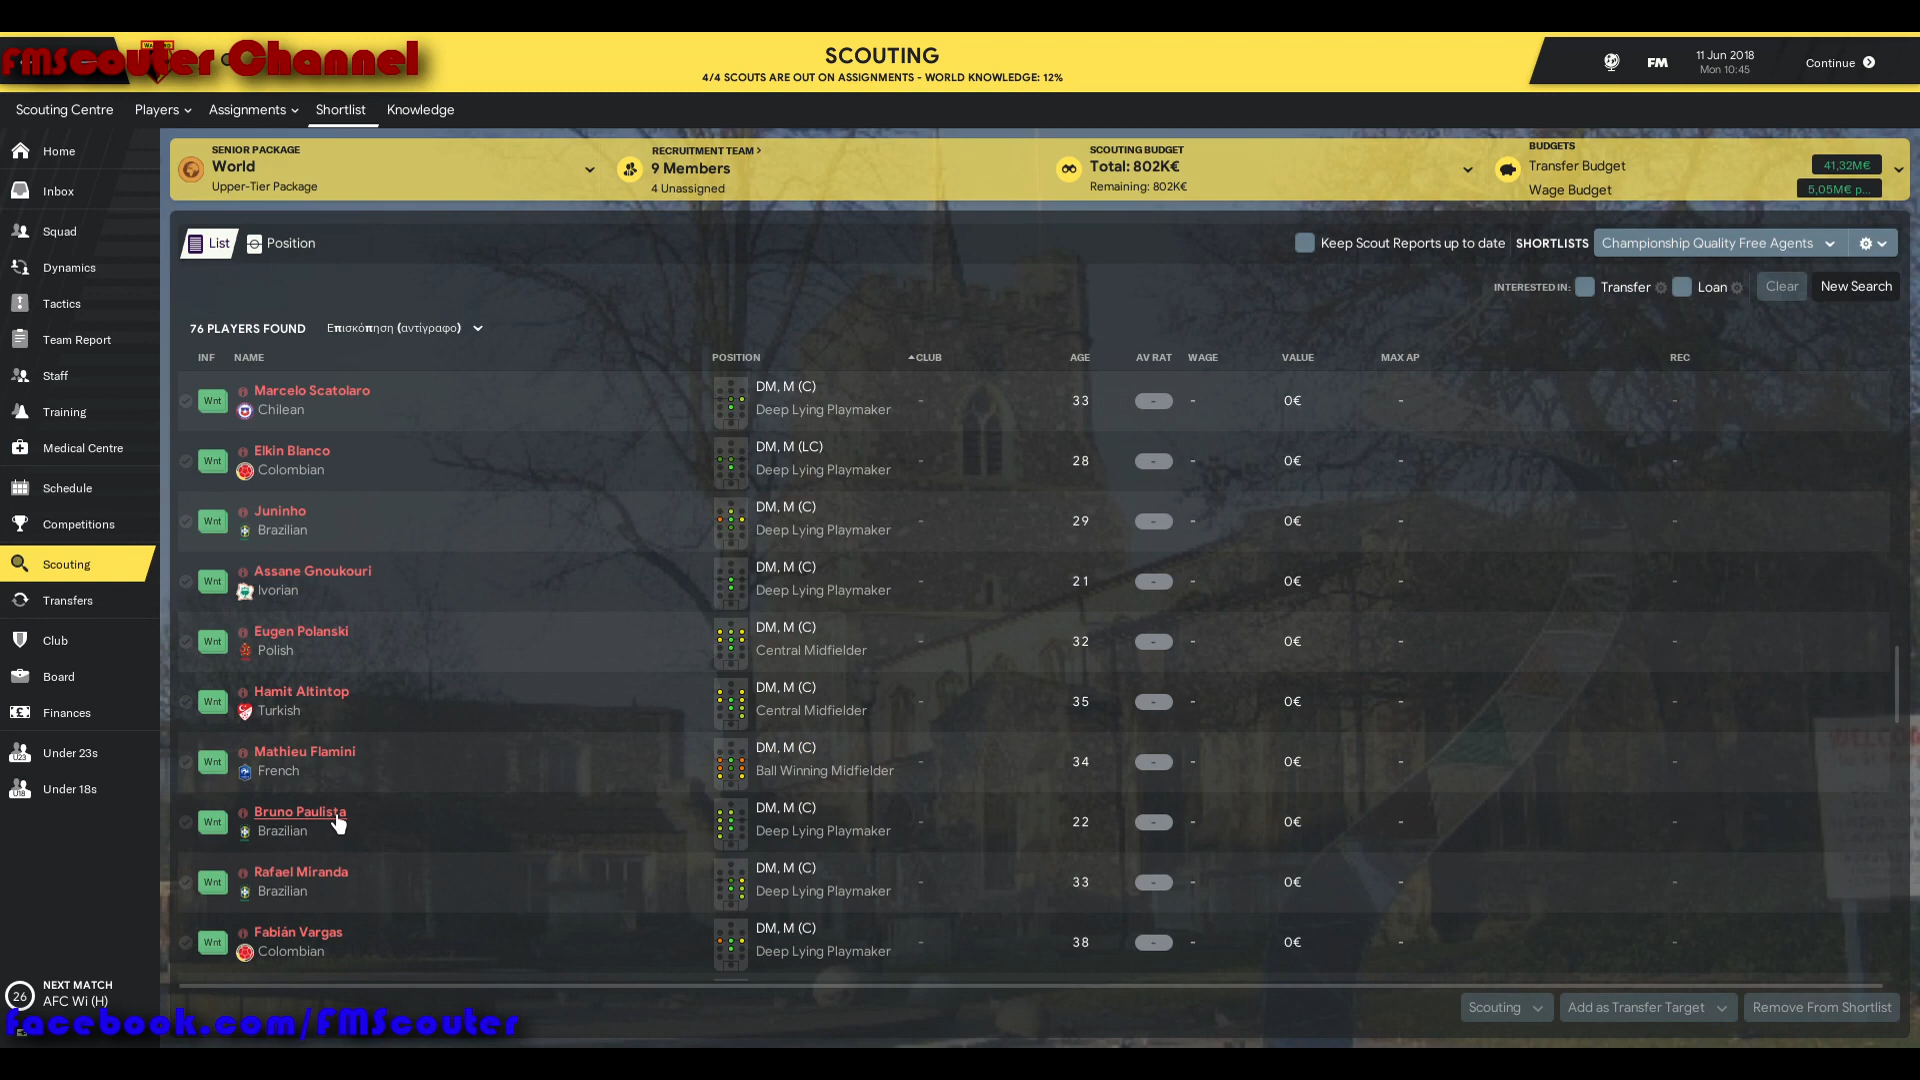 FMScouter Channel
SCOUTING
4/4 SCOUTS ARE OUT ON ASSIGNMENTS - WORLD KNOWLEDGE: 12%
FM
11 Jun 2018
Mon 10:45
Continue
Scouting Centre
Players
Assignments
Shortlist
Knowledge
Home
Inbox
Squad
Dynamics
Tactics
Team Report
Staff
Training
Medical Centre
Schedule
Competitions
Scouting
Transfers
Club
Board
Finances
U23
Under 23s
U18
Under 18s
26
NEXT MATCH
AFC Wi (H)
facebook.com/FMScouter
SENIOR PACKAGE
World
Upper-Tier Package
RECRUITMENT TEAM >
9 Members
4 Unassigned
SCOUTING BUDGET
Total: 802K€
Remaining: 802K€
BUDGETS
Transfer Budget 41,32M€
Wage Budget 5,05M€ p...
List
Position
Keep Scout Reports up to date
SHORTLISTS
Championship Quality Free Agents
INTERESTED IN: Transfer Loan
Clear
New Search
76 PLAYERS FOUND
Επισκόπηση (αντίγραφο)
INF NAME POSITION CLUB AGE AV RAT WAGE VALUE MAX AP REC
Wnt Marcelo Scatolaro DM, M (C) - 33 - - 0€ - -
Chilean Deep Lying Playmaker
Wnt Elkin Blanco DM, M (LC) - 28 - - 0€ - -
Colombian Deep Lying Playmaker
Wnt Juninho DM, M (C) - 29 - - 0€ - -
Brazilian Deep Lying Playmaker
Wnt Assane Gnoukouri DM, M (C) - 21 - - 0€ - -
Ivorian Deep Lying Playmaker
Wnt Eugen Polanski DM, M (C) - 32 - - 0€ - -
Polish Central Midfielder
Wnt Hamit Altintop DM, M (C) - 35 - - 0€ - -
Turkish Central Midfielder
Wnt Mathieu Flamini DM, M (C) - 34 - - 0€ - -
French Ball Winning Midfielder
Wnt Bruno Paulista DM, M (C) - 22 - - 0€ - -
Brazilian Deep Lying Playmaker
Wnt Rafael Miranda DM, M (C) - 33 - - 0€ - -
Brazilian Deep Lying Playmaker
Wnt Fabián Vargas DM, M (C) - 38 - - 0€ - -
Colombian Deep Lying Playmaker
Scouting
Add as Transfer Target
Remove From Shortlist